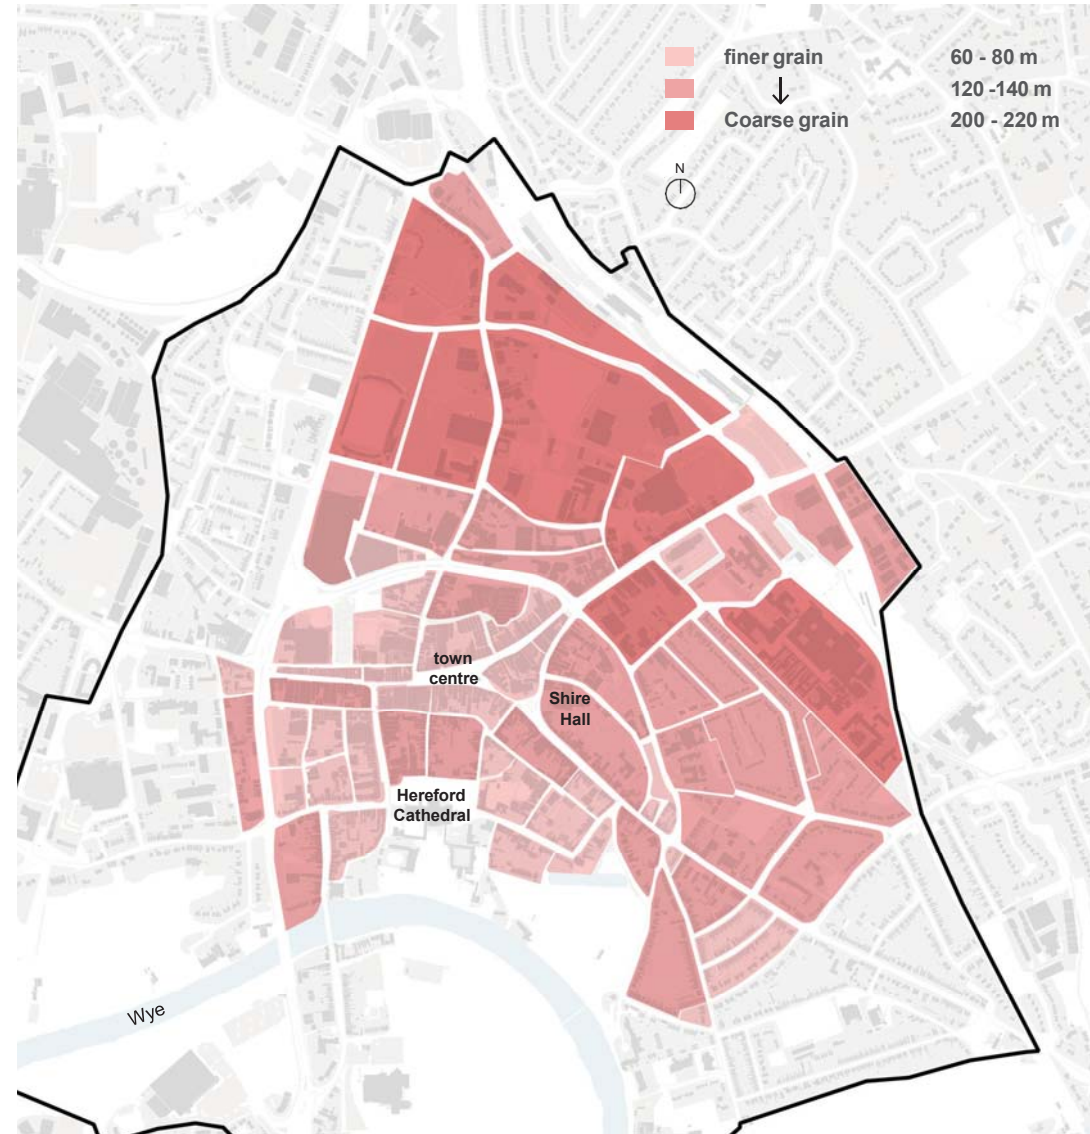 finer grain 60 - 80 m
120 -140 m
Coarse grain 200 - 220 m
N
town
centre
Shire
Hall
Hereford
Cathedral
Wye